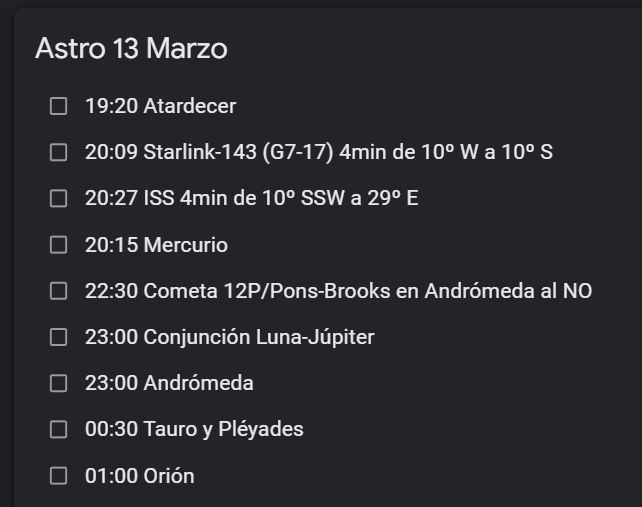 Astro 13 Marzo
19:20 Atardecer
20:09 Starlink-143 (G7-17) 4min de 10º W a 10º S
20:27 ISS 4min de 10º SSW a 29º E
20:15 Mercurio
22:30 Cometa 12P/Pons-Brooks en Andrómeda al NO
23:00 Conjunción Luna-Júpiter
23:00 Andrómeda
00:30 Tauro y Pléyades
01:00 Orión